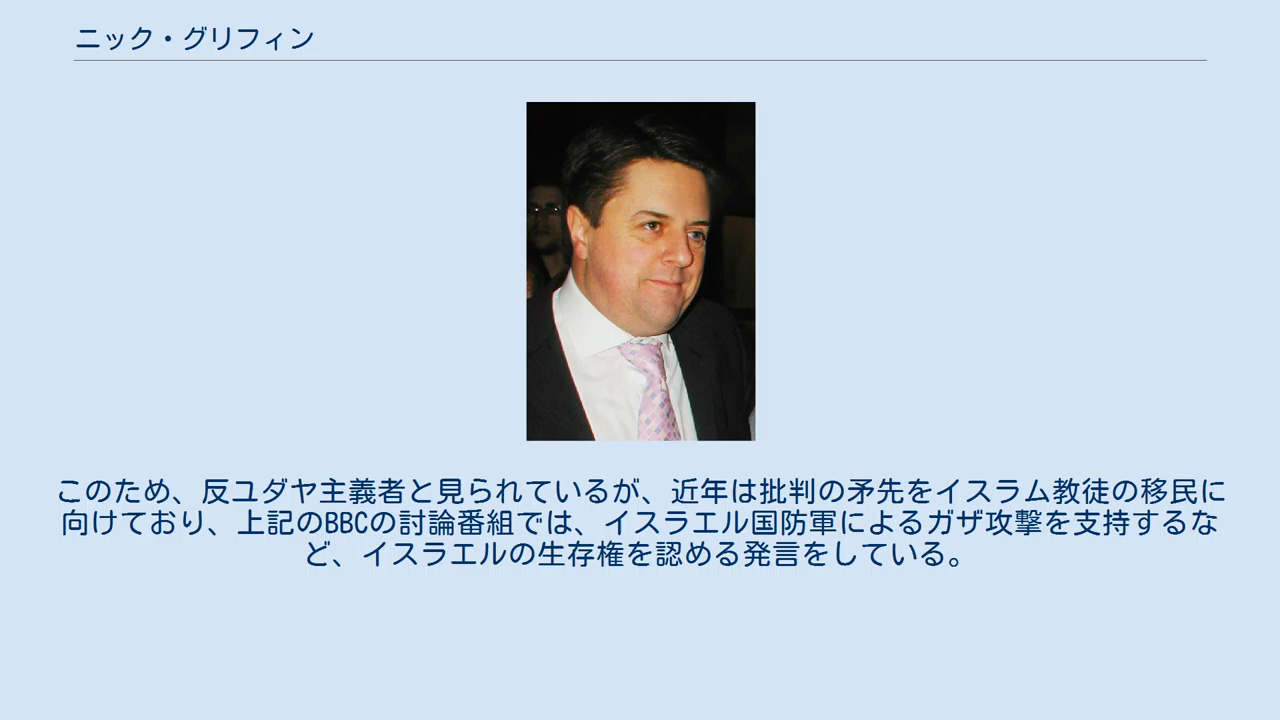 ニック・グリフィン
このため、反ユダヤ主義者と見られているが、近年は批判の矛先をイスラム教徒の移民に
向けており、上記のBBCの討論番組では、イスラエル国防軍によるガザ攻撃を支持するな
ど、イスラエルの生存権を認める発言をしている。